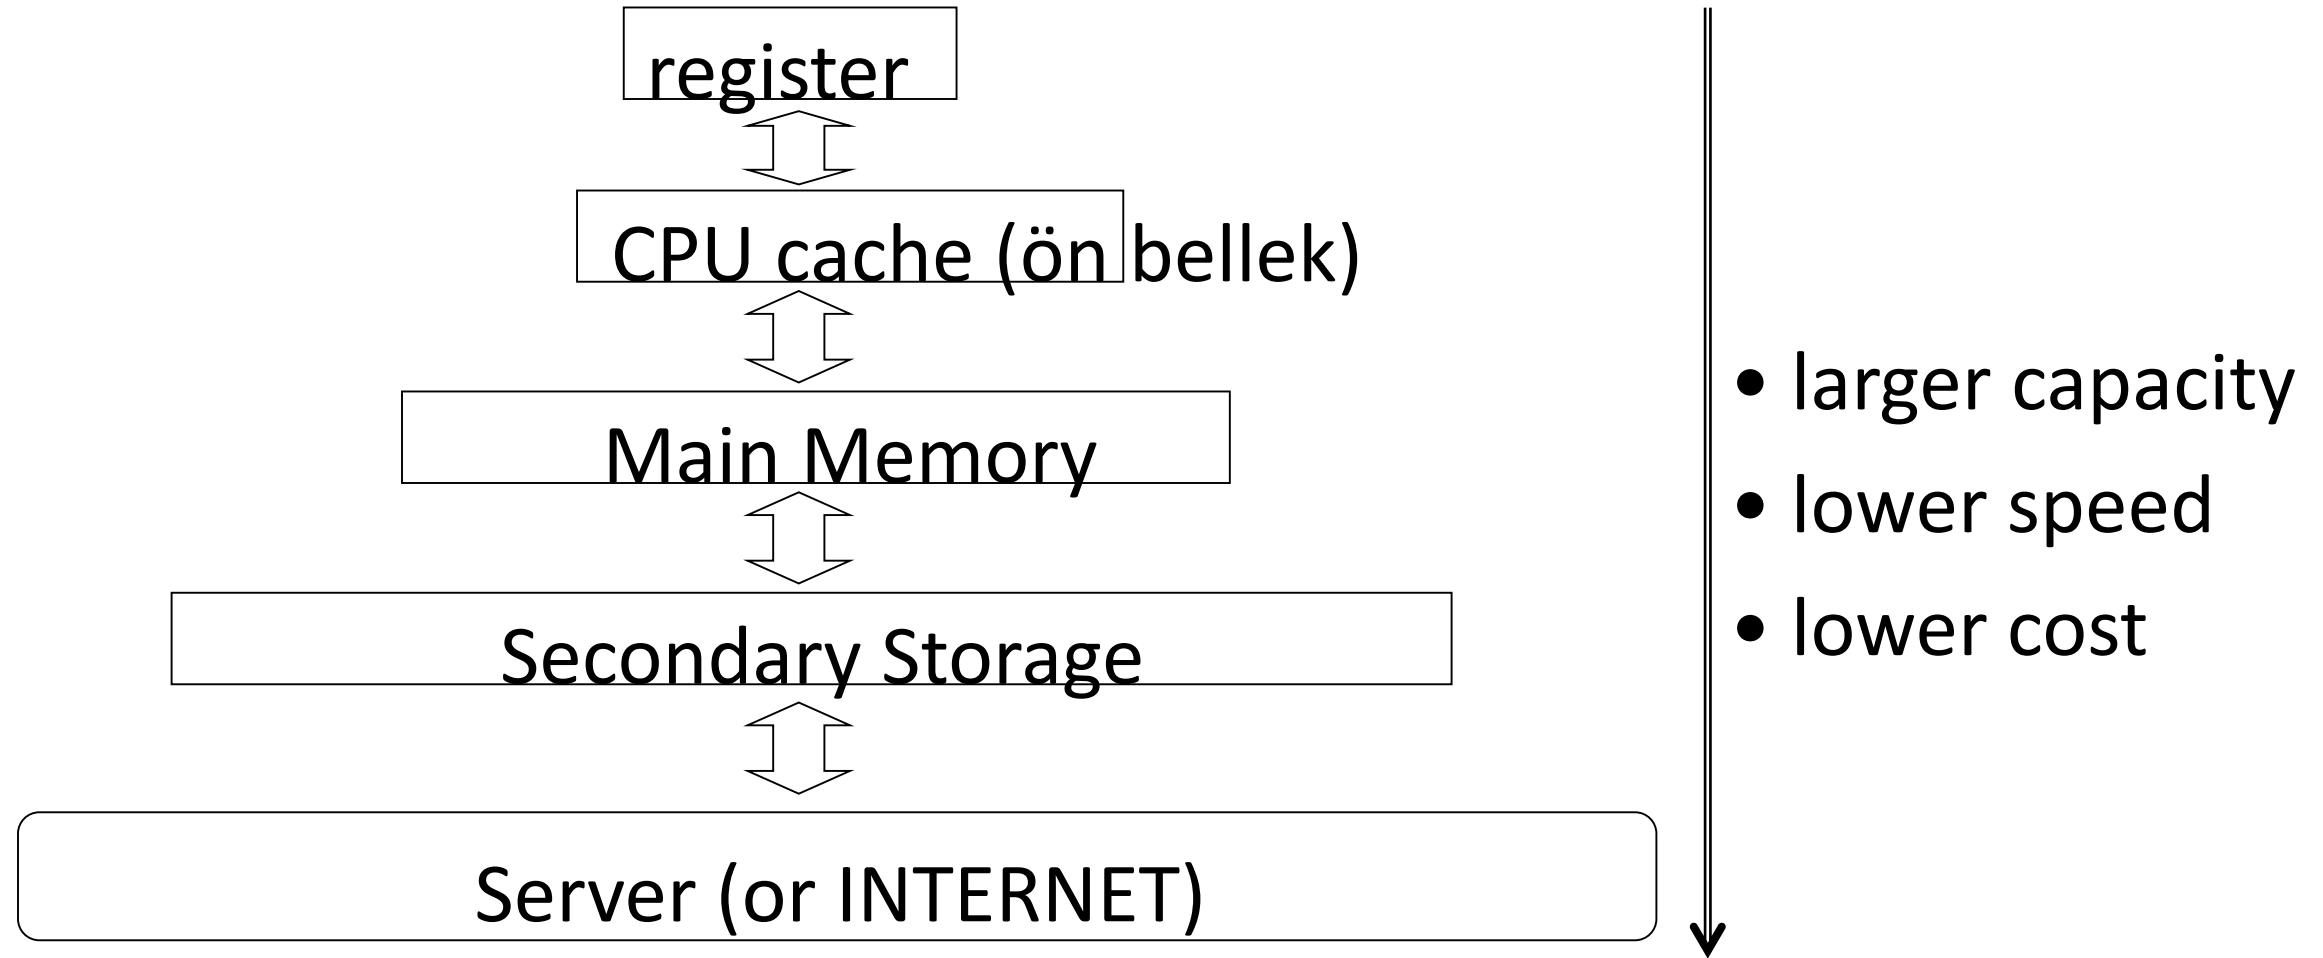 register
CPU cache (ön bellek)
Main Memory
Secondary Storage
Server (or INTERNET)
• larger capacity
• lower speed
• lower cost